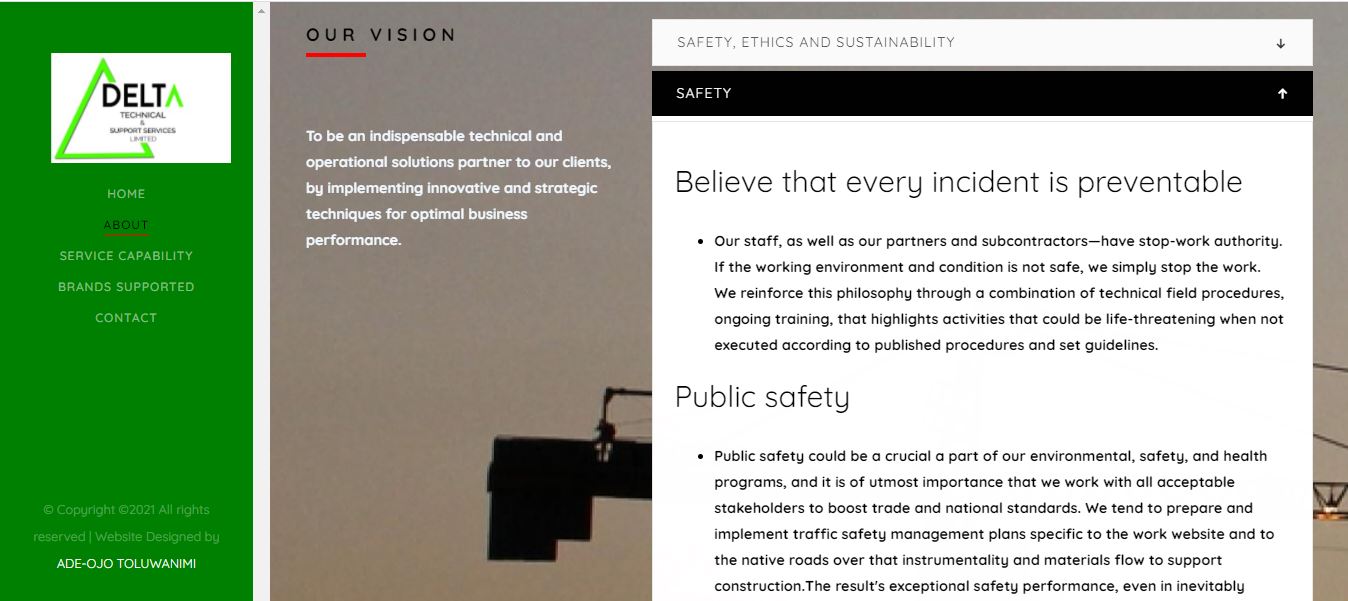 DELTA
TECHNICAL
&
SUPPORT SERVICES
LIMITED
HOME
ABOUT
SERVICE CAPABILITY
BRANDS SUPPORTED
CONTACT
© Copyright ©2021 All rights
reserved | Website Designed by
ADE-OJO TOLUWANIMI
OUR VISION
To be an indispensable technical and
operational solutions partner to our clients,
by implementing innovative and strategic
techniques for optimal business
performance.
SAFETY, ETHICS AND SUSTAINABILITY
SAFETY
Believe that every incident is preventable
Our staff, as well as our partners and subcontractors—have stop-work authority.
If the working environment and condition is not safe, we simply stop the work.
We reinforce this philosophy through a combination of technical field procedures,
ongoing training, that highlights activities that could be life-threatening when not
executed according to published procedures and set guidelines.
Public safety
Public safety could be a crucial a part of our environmental, safety, and health
programs, and it is of utmost importance that we work with all acceptable
stakeholders to boost trade and national standards. We tend to prepare and
implement traffic safety management plans specific to the work website and to
the native roads over that instrumentality and materials flow to support
construction.The result's exceptional safety performance, even in inevitably